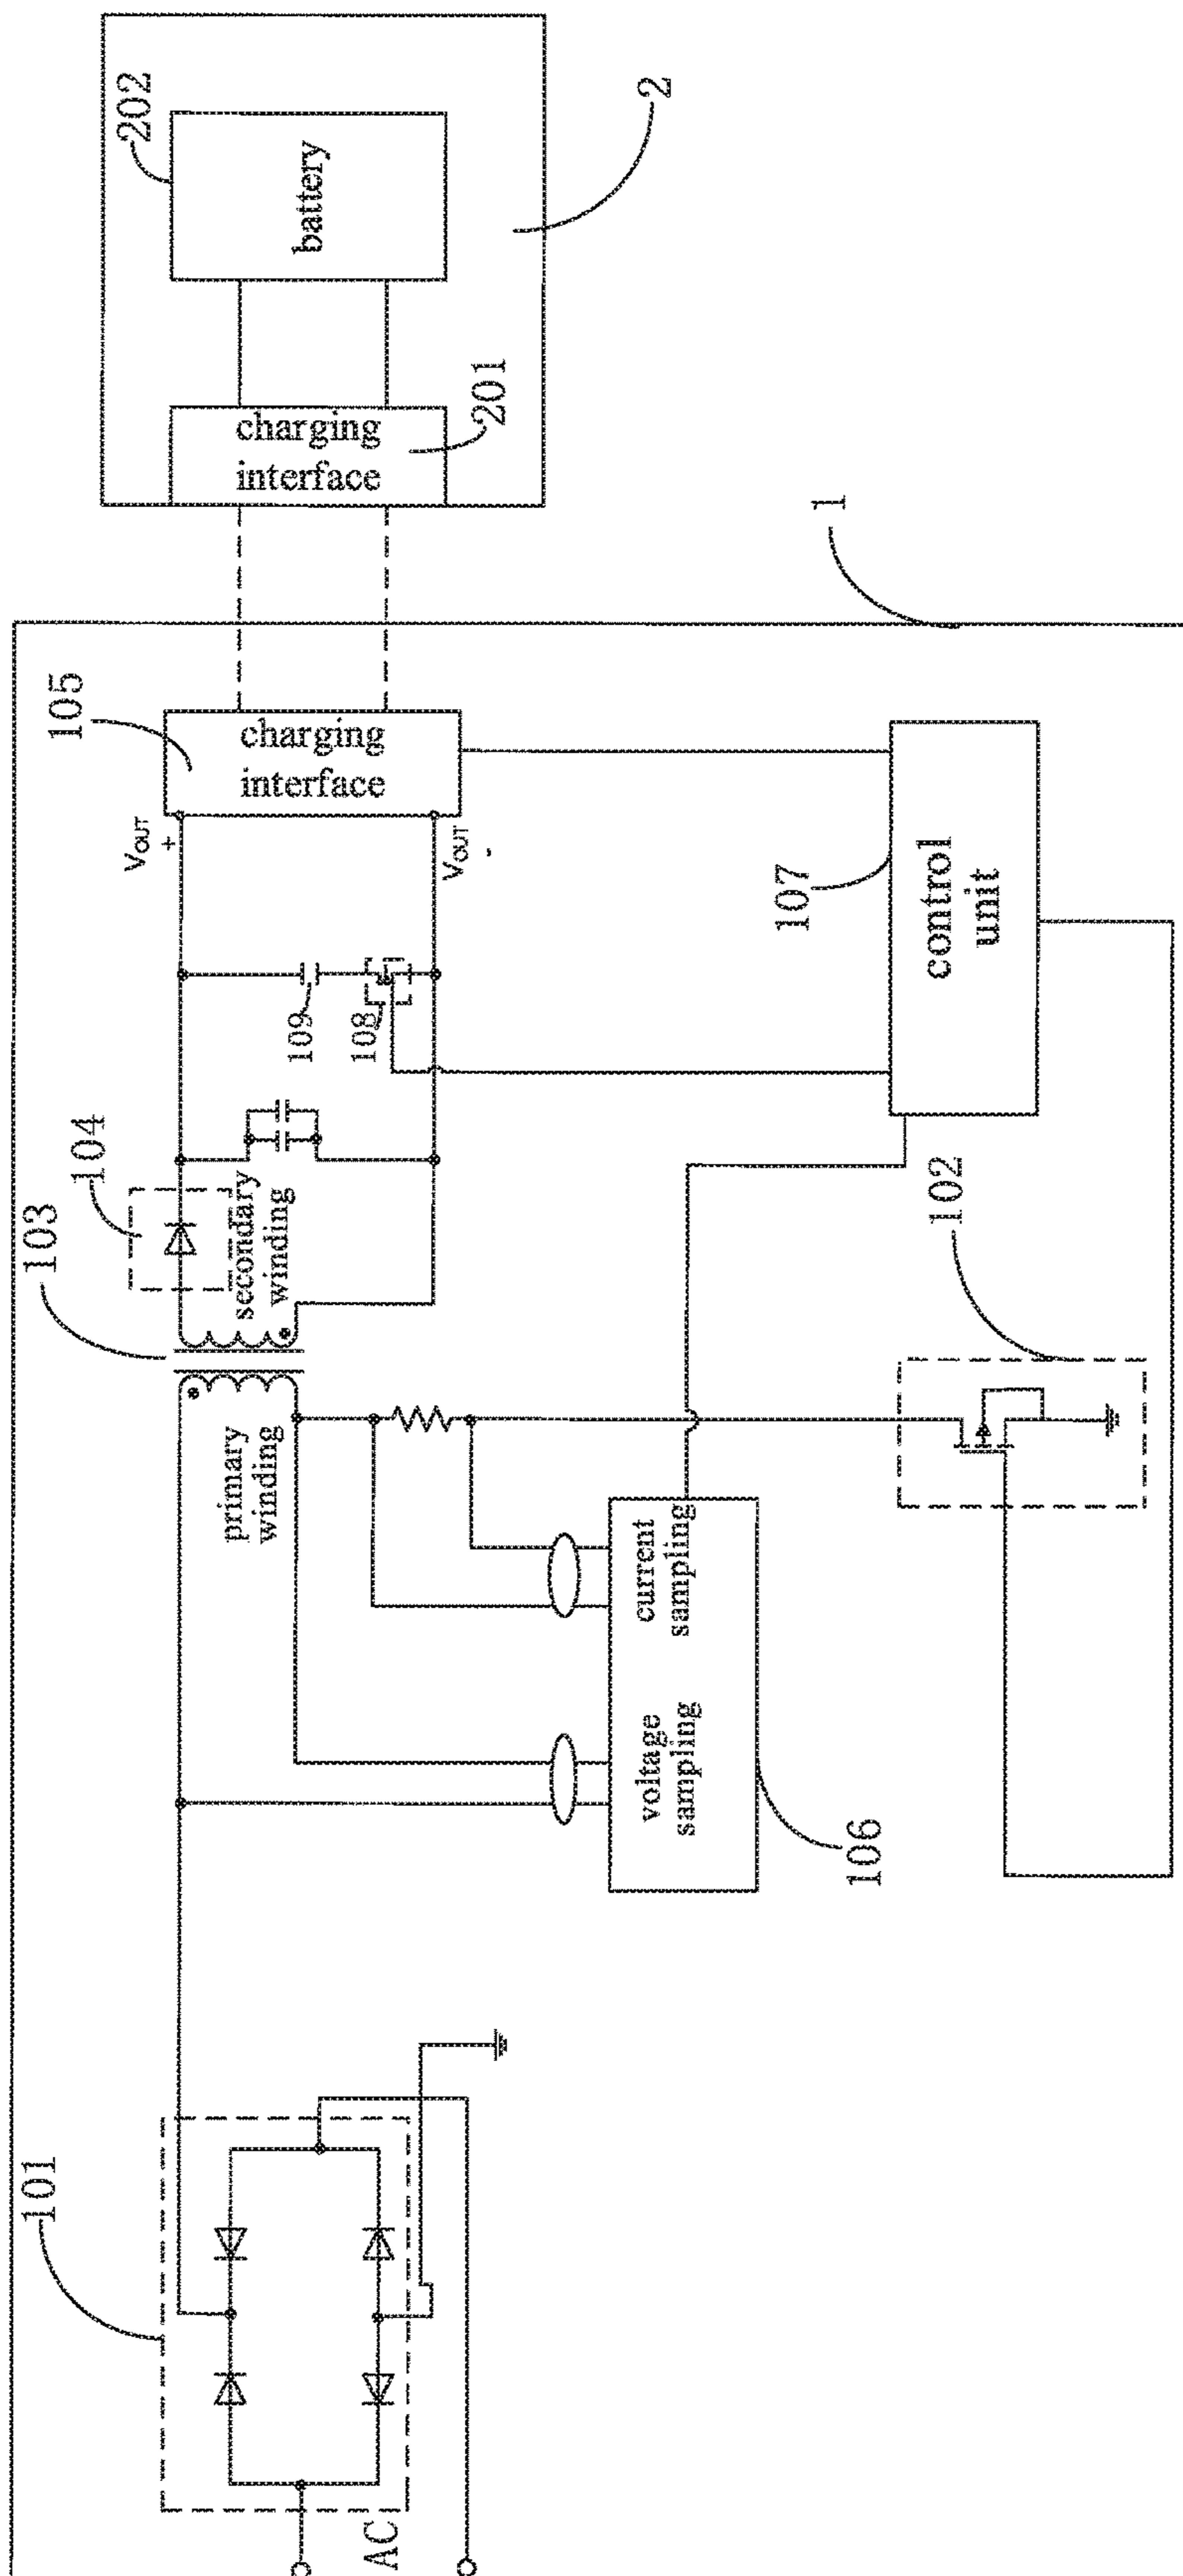 202
battery
2
charging
interface
201
1
105
charging
interface
VOUT
+
VOUT
-
109
108
107
control
unit
104
103
secondary
winding
102
primary
winding
current
sampling
voltage
sampling
106
101
AC